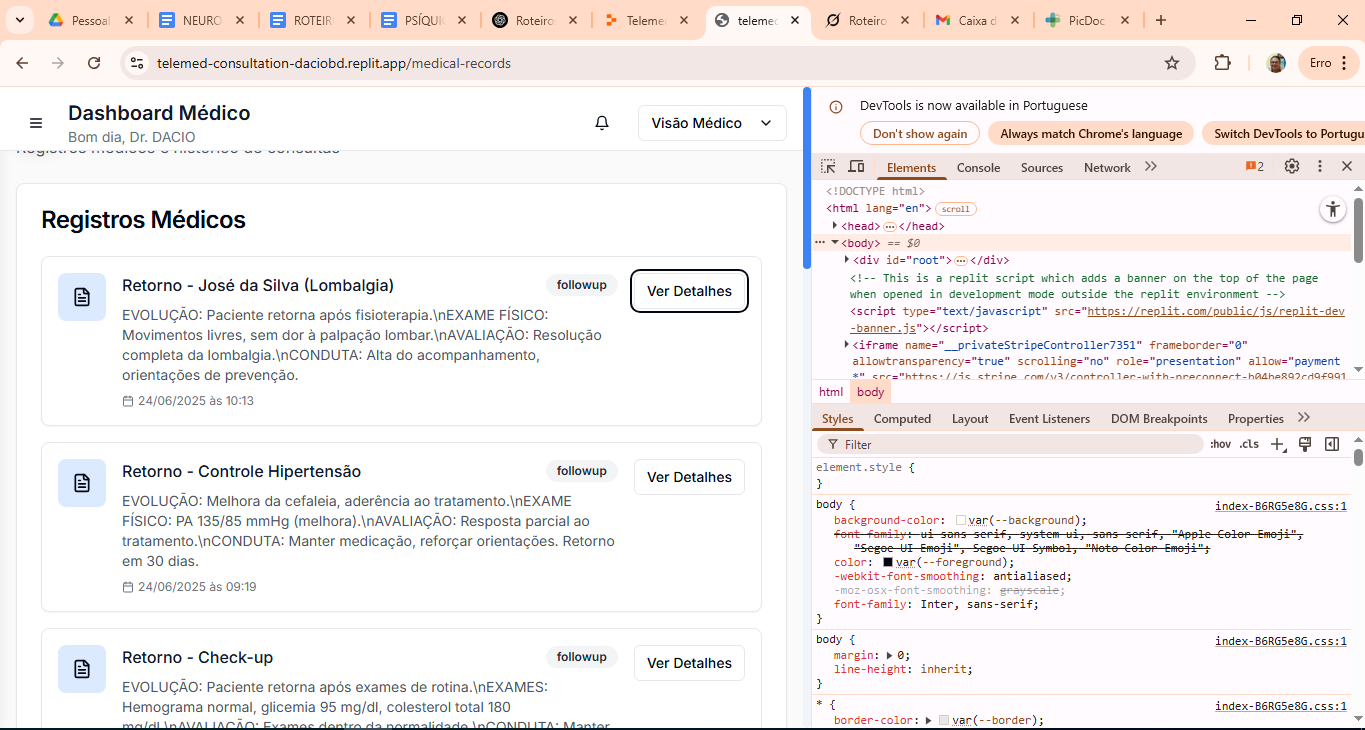 Pessoal
NEURO
ROTEIR
PSÍQUI
Roteiros
Telemed
telemed
Roteiro
Caixa d
PicDoc
telemed-consultation-daciobd.replit.app/medical-records
Erro
Dashboard Médico
Bom dia, Dr. DACIO
Visão Médico
Registros médicos e histórico de consultas
Registros Médicos
Retorno - José da Silva (Lombalgia)
followup
Ver Detalhes
EVOLUÇÃO: Paciente retorna após fisioterapia.\nEXAME FÍSICO:
Movimentos livres, sem dor à palpação lombar.\nAVALIAÇÃO: Resolução
completa da lombalgia.\nCONDUTA: Alta do acompanhamento,
orientações de prevenção.
24/06/2025 às 10:13
Retorno - Controle Hipertensão
followup
Ver Detalhes
EVOLUÇÃO: Melhora da cefaleia, aderência ao tratamento.\nEXAME
FÍSICO: PA 135/85 mmHg (melhora).\nAVALIAÇÃO: Resposta parcial ao
tratamento.\nCONDUTA: Manter medicação, reforçar orientações. Retorno
em 30 dias.
24/06/2025 às 09:19
Retorno - Check-up
followup
Ver Detalhes
EVOLUÇÃO: Paciente retorna após exames de rotina.\nEXAMES:
Hemograma normal, glicemia 95 mg/dl, colesterol total 180
mg/dl.\nAVALIAÇÃO: Exames dentro da normalidade.\nCONDUTA: Manter
DevTools is now available in Portuguese
Don't show again
Always match Chrome's language
Switch DevTools to Portugu
Elements
Console
Sources
Network
2
<!DOCTYPE html>
<html lang="en"> scroll
<head> … </head>
<body> == $0
<div id="root"> … </div>
<!-- This is a replit script which adds a banner on the top of the page
when opened in development mode outside the replit environment -->
<script type="text/javascript" src="https://replit.com/public/js/replit-dev
-banner.js"></script>
<iframe name="__privateStripeController7351" frameborder="0"
allowtransparency="true" scrolling="no" role="presentation" allow="payment
*" src="https://js.stripe.com/v3/controller-with-preconnect-b04be892cd9f991
html body
Styles
Computed
Layout
Event Listeners
DOM Breakpoints
Properties
Filter
:hov .cls
element.style {
}
body {
index-B6RG5e8G.css:1
background-color: var(--background);
font-family: ui-sans-serif, system-ui, sans-serif, "Apple Color Emoji",
"Segoe UI Emoji", Segoe UI Symbol, "Noto Color Emoji";
color: var(--foreground);
-webkit-font-smoothing: antialiased;
-moz-osx-font-smoothing: grayscale;
font-family: Inter, sans-serif;
}
body {
index-B6RG5e8G.css:1
margin: 0;
line-height: inherit;
}
* {
index-B6RG5e8G.css:1
border-color: var(--border);